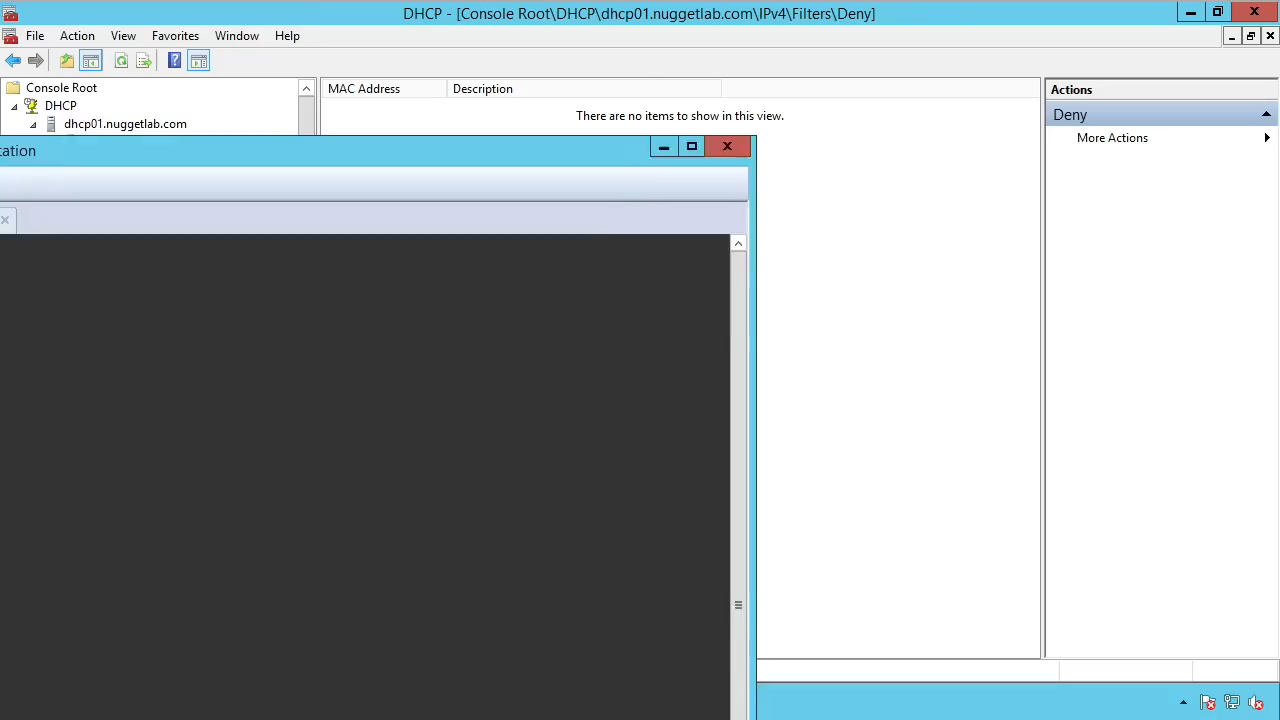 DHCP - [Console Root\DHCP\dhcp01.nuggetlab.com\IPv4\Filters\Deny]
File Action View Favorites Window Help
Console Root
DHCP
dhcp01.nuggetlab.com
MAC Address Description
There are no items to show in this view.
Actions
Deny
More Actions
tation